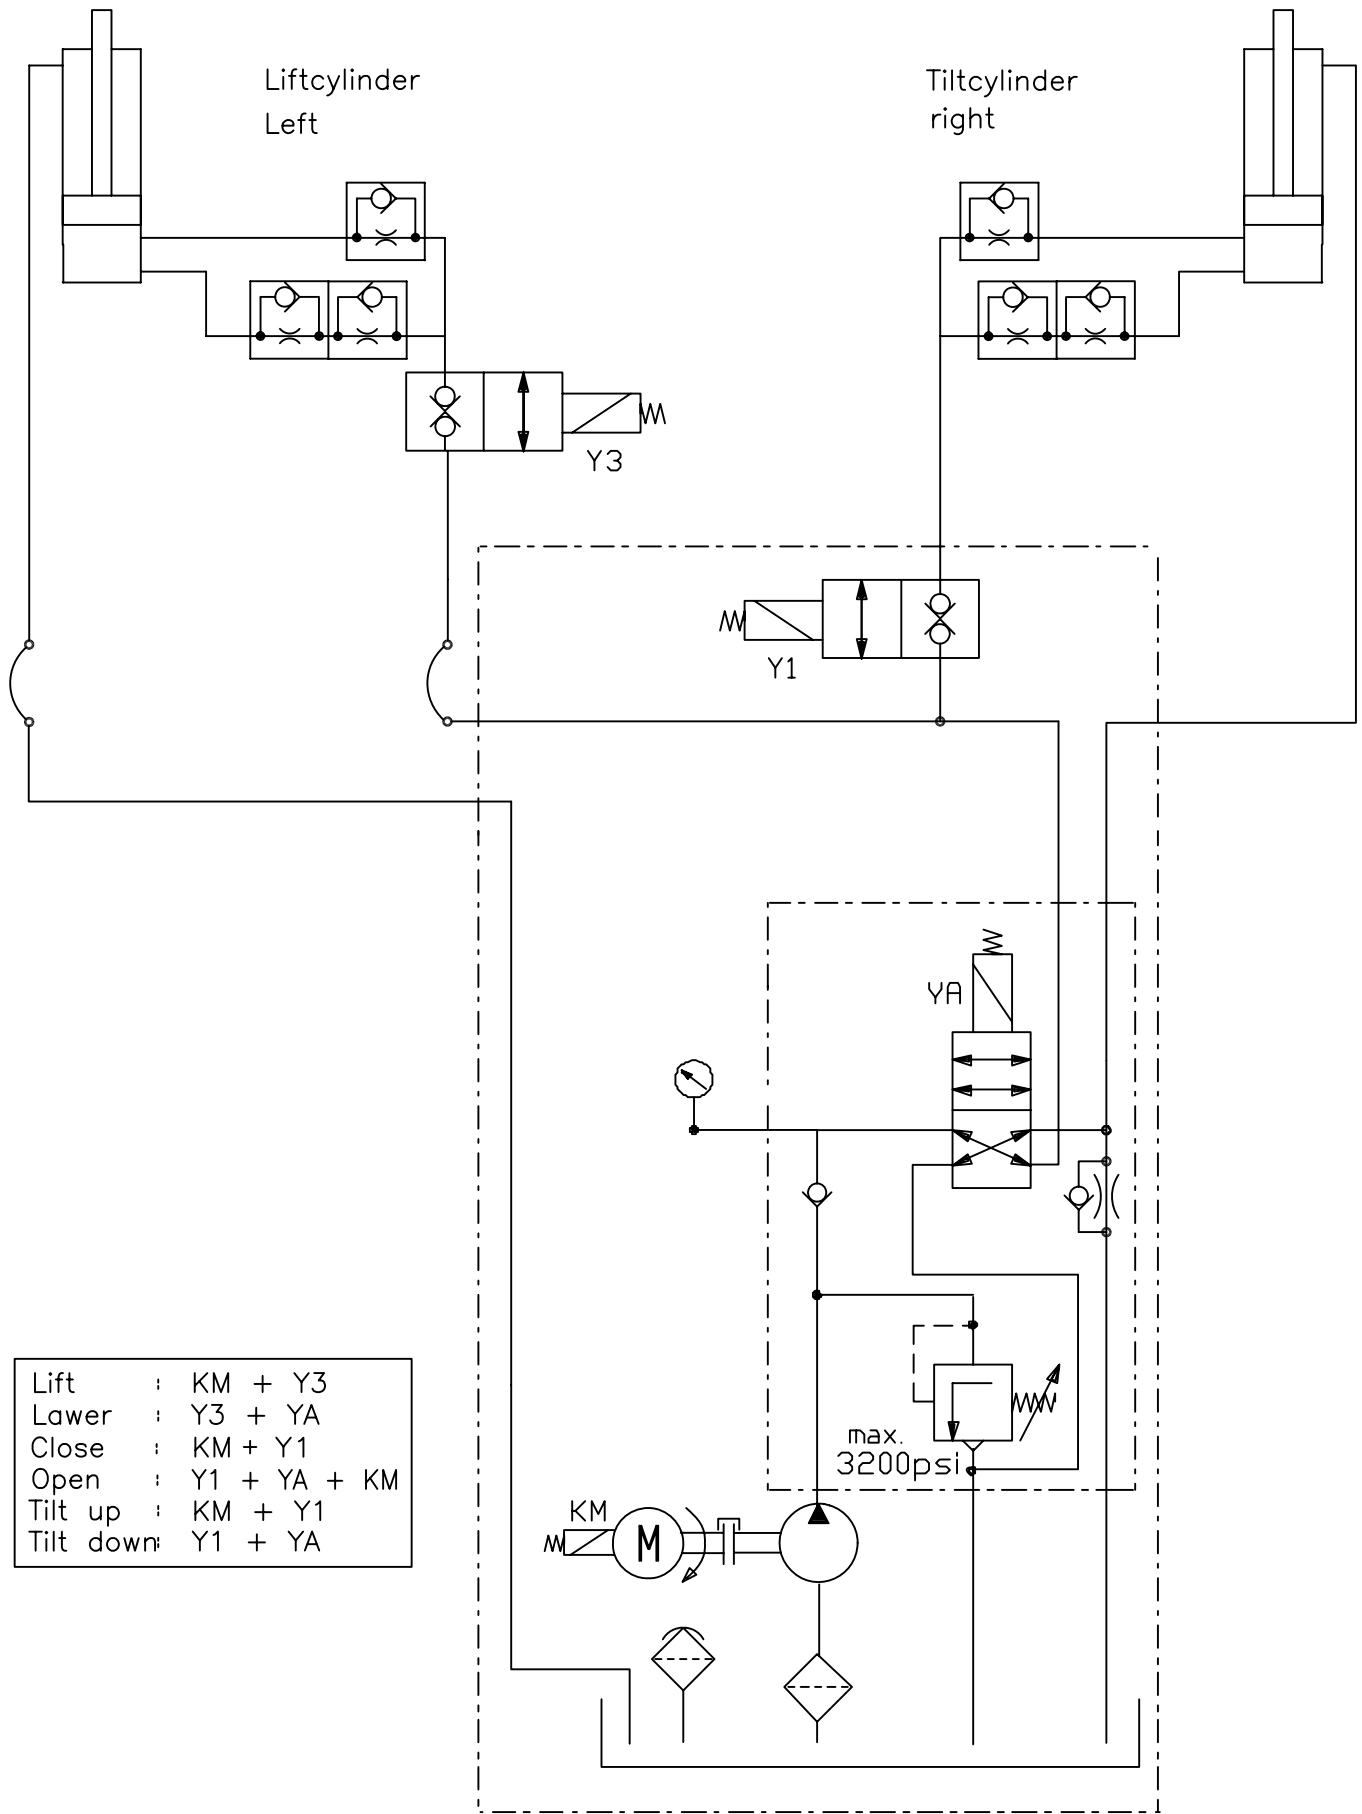 Liftcylinder
Left
Tiltcylinder
right
Y3
Y1
YA
max.
3200psi
KM
M
Lift : KM + Y3
Lawer : Y3 + YA
Close : KM + Y1
Open : Y1 + YA + KM
Tilt up : KM + Y1
Tilt down: Y1 + YA